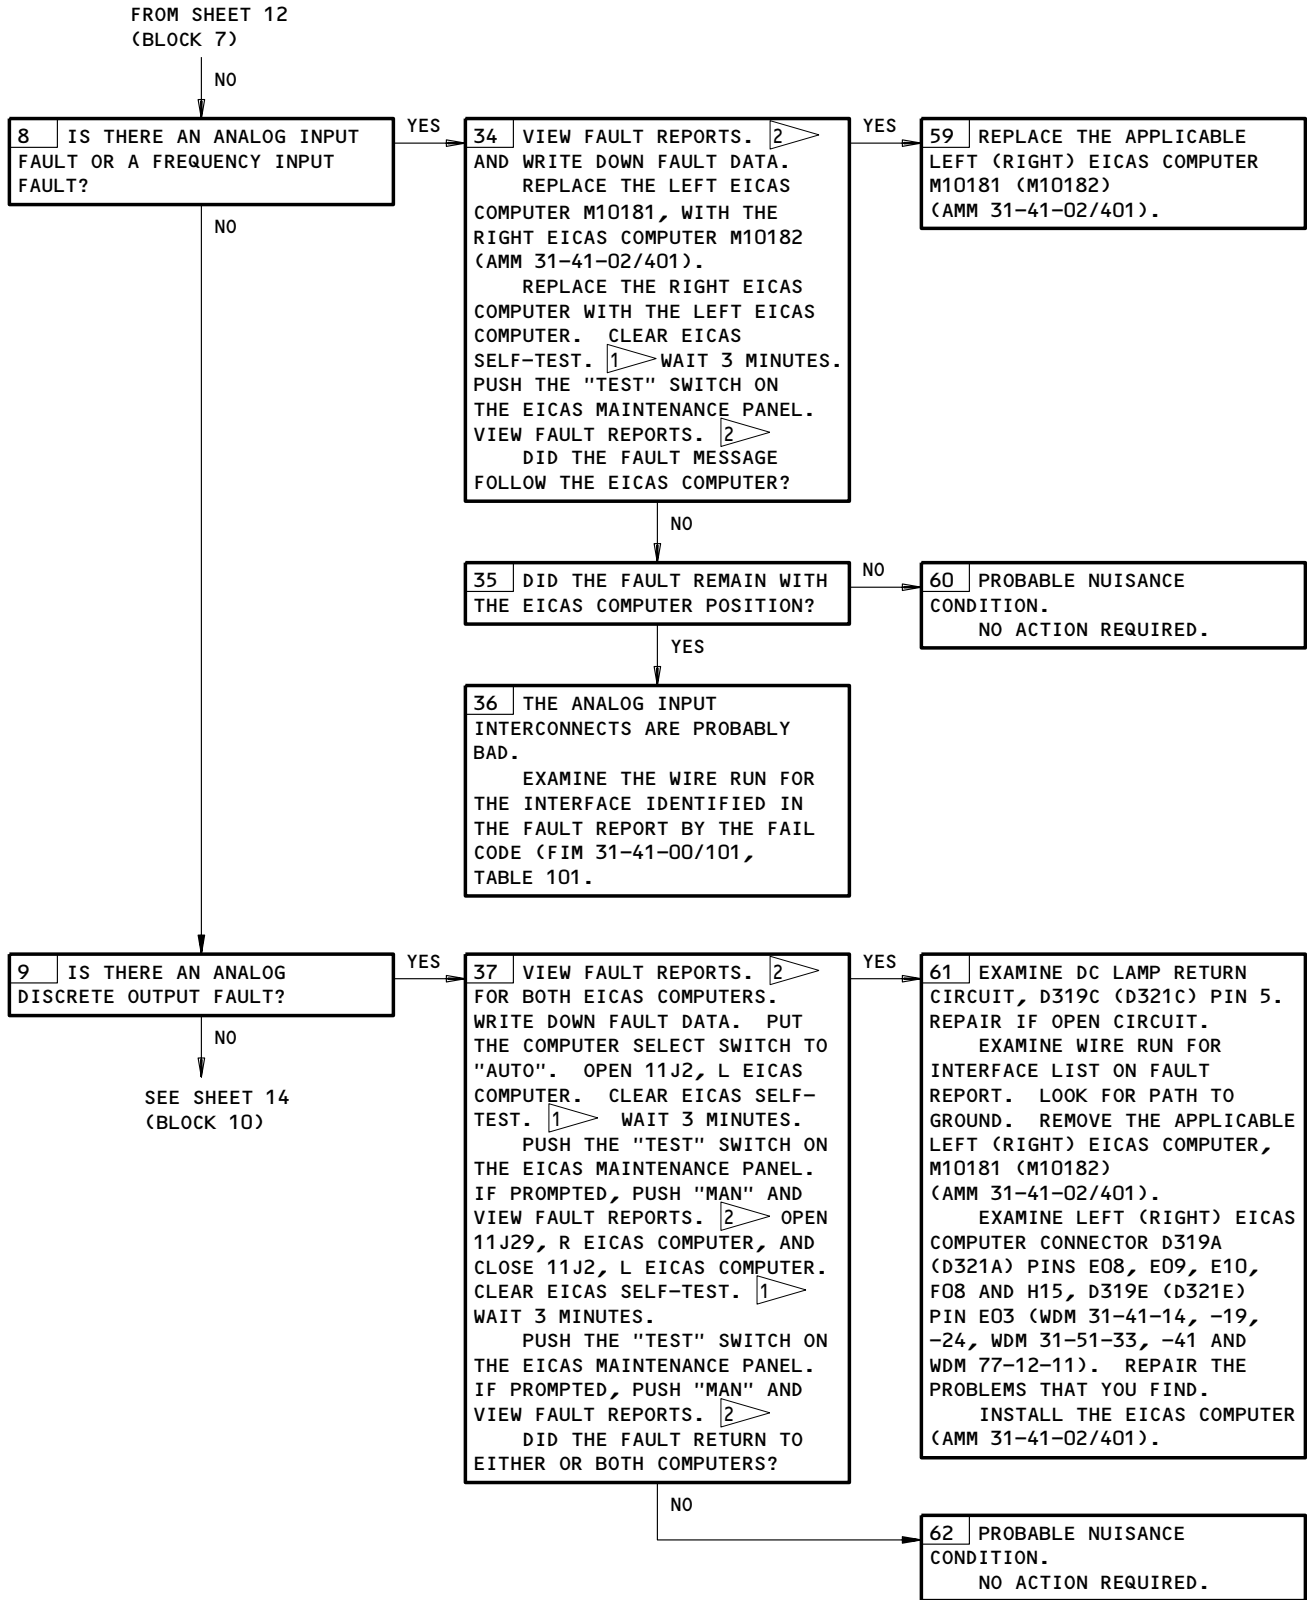 FROM SHEET 12
(BLOCK 7)
NO
8 IS THERE AN ANALOG INPUT
FAULT OR A FREQUENCY INPUT
FAULT?
YES
NO
34 VIEW FAULT REPORTS. 2
AND WRITE DOWN FAULT DATA.
REPLACE THE LEFT EICAS
COMPUTER M10181, WITH THE
RIGHT EICAS COMPUTER M10182
(AMM 31-41-02/401).
REPLACE THE RIGHT EICAS
COMPUTER WITH THE LEFT EICAS
COMPUTER. CLEAR EICAS
SELF-TEST. 1 WAIT 3 MINUTES.
PUSH THE "TEST" SWITCH ON
THE EICAS MAINTENANCE PANEL.
VIEW FAULT REPORTS. 2
DID THE FAULT MESSAGE
FOLLOW THE EICAS COMPUTER?
YES
59 REPLACE THE APPLICABLE
LEFT (RIGHT) EICAS COMPUTER
M10181 (M10182)
(AMM 31-41-02/401).
NO
35 DID THE FAULT REMAIN WITH
THE EICAS COMPUTER POSITION?
NO
60 PROBABLE NUISANCE
CONDITION.
NO ACTION REQUIRED.
YES
36 THE ANALOG INPUT
INTERCONNECTS ARE PROBABLY
BAD.
EXAMINE THE WIRE RUN FOR
THE INTERFACE IDENTIFIED IN
THE FAULT REPORT BY THE FAIL
CODE (FIM 31-41-00/101,
TABLE 101.
9 IS THERE AN ANALOG
DISCRETE OUTPUT FAULT?
YES
NO
SEE SHEET 14
(BLOCK 10)
37 VIEW FAULT REPORTS. 2
FOR BOTH EICAS COMPUTERS.
WRITE DOWN FAULT DATA. PUT
THE COMPUTER SELECT SWITCH TO
"AUTO". OPEN 11J2, L EICAS
COMPUTER. CLEAR EICAS SELF-
TEST. 1 WAIT 3 MINUTES.
PUSH THE "TEST" SWITCH ON
THE EICAS MAINTENANCE PANEL.
IF PROMPTED, PUSH "MAN" AND
VIEW FAULT REPORTS. 2 OPEN
11J29, R EICAS COMPUTER, AND
CLOSE 11J2, L EICAS COMPUTER.
CLEAR EICAS SELF-TEST. 1
WAIT 3 MINUTES.
PUSH THE "TEST" SWITCH ON
THE EICAS MAINTENANCE PANEL.
IF PROMPTED, PUSH "MAN" AND
VIEW FAULT REPORTS. 2
DID THE FAULT RETURN TO
EITHER OR BOTH COMPUTERS?
YES
61 EXAMINE DC LAMP RETURN
CIRCUIT, D319C (D321C) PIN 5.
REPAIR IF OPEN CIRCUIT.
EXAMINE WIRE RUN FOR
INTERFACE LIST ON FAULT
REPORT. LOOK FOR PATH TO
GROUND. REMOVE THE APPLICABLE
LEFT (RIGHT) EICAS COMPUTER,
M10181 (M10182)
(AMM 31-41-02/401).
EXAMINE LEFT (RIGHT) EICAS
COMPUTER CONNECTOR D319A
(D321A) PINS E08, E09, E10,
F08 AND H15, D319E (D321E)
PIN E03 (WDM 31-41-14, -19,
-24, WDM 31-51-33, -41 AND
WDM 77-12-11). REPAIR THE
PROBLEMS THAT YOU FIND.
INSTALL THE EICAS COMPUTER
(AMM 31-41-02/401).
NO
62 PROBABLE NUISANCE
CONDITION.
NO ACTION REQUIRED.